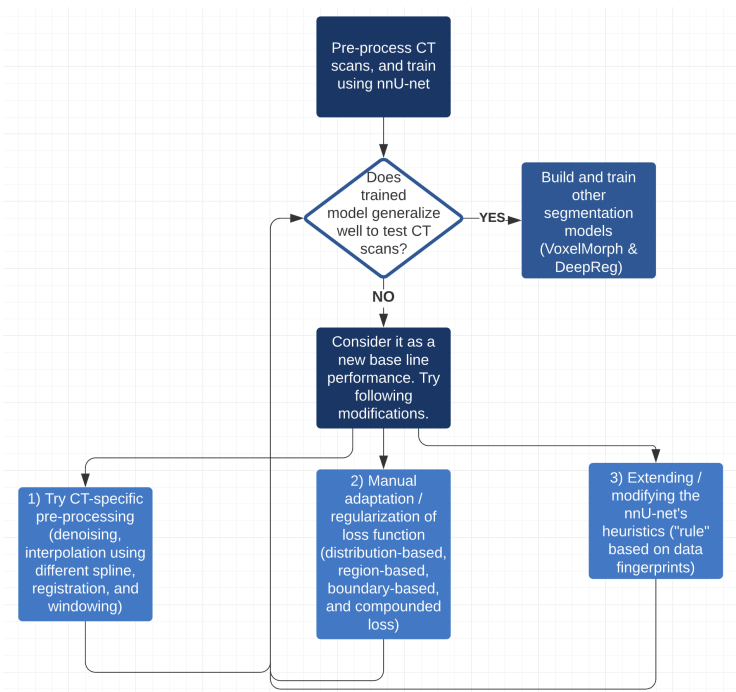 Pre-process CT
scans, and train
using nnU-net
Does
trained
model generalize
well to test CT
scans?
YES
Build and train
other
segmentation
models
(VoxelMorph &
DeepReg)
NO
Consider it as a
new base line
performance. Try
following
modifications.
1) Try CT-specific
pre-processing
(denoising,
interpolation using
different spline,
registration, and
windowing)
2) Manual
adaptation /
regularization of
loss function
(distribution-based,
region-based,
boundary-based,
and compounded
loss)
3) Extending /
modifying the
nnU-net's
heuristics ("rule"
based on data
fingerprints)